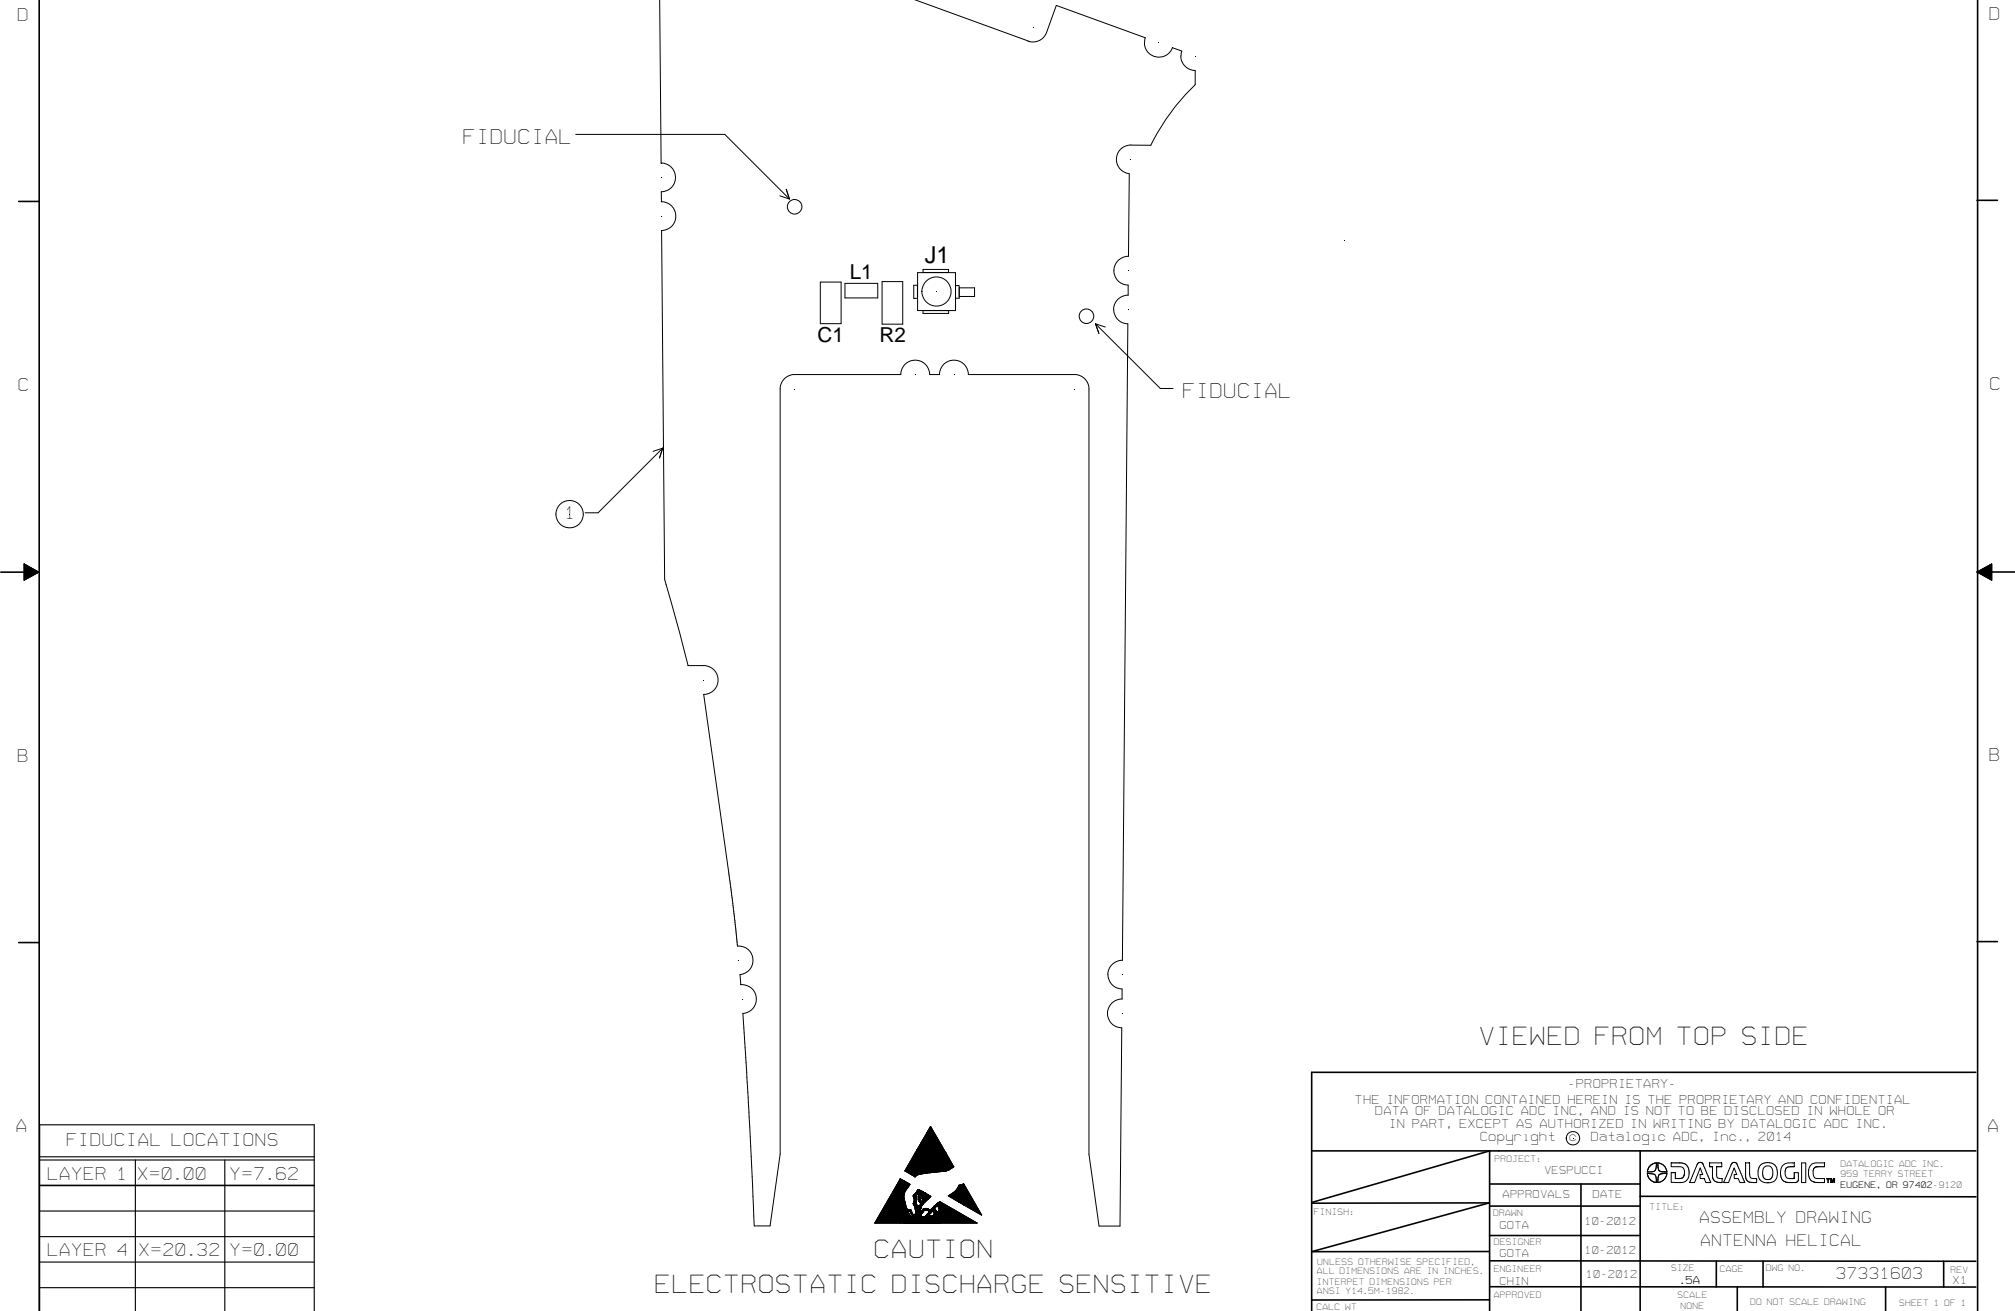 D
D
FIDUCIAL
J1
L1
C1
R2
C
FIDUCIAL
C
1
B
B
VIEWED FROM TOP SIDE
A
A
FIDUCIAL LOCATIONS
LAYER 1 X=0.00 Y=7.62
LAYER 4 X=20.32 Y=0.00
CAUTION
ELECTROSTATIC DISCHARGE SENSITIVE
-PROPRIETARY-
THE INFORMATION CONTAINED HEREIN IS THE PROPRIETARY AND CONFIDENTIAL
DATA OF DATALOGIC ADC INC, AND IS NOT TO BE DISCLOSED IN WHOLE OR
IN PART, EXCEPT AS AUTHORIZED IN WRITING BY DATALOGIC ADC INC.
Copyright © Datalogic ADC, Inc., 2014
FINISH:
UNLESS OTHERWISE SPECIFIED,
ALL DIMENSIONS ARE IN INCHES.
INTERPET DIMENSIONS PER
ANSI Y14.5M-1982.
CALC WT
PROJECT:
VESPUCCI
APPROVALS DATE
DRAWN
GOTA 10-2012
DESIGNER
GOTA 10-2012
ENGINEER
CHIN 10-2012
APPROVED
DATALOGIC™
DATALOGIC ADC INC.
959 TERRY STREET
EUGENE, OR 97402-9120
TITLE:
ASSEMBLY DRAWING
ANTENNA HELICAL
SIZE
.5A
CAGE
DWG NO.
37331603
REV
X1
SCALE
NONE
DO NOT SCALE DRAWING
SHEET 1 OF 1